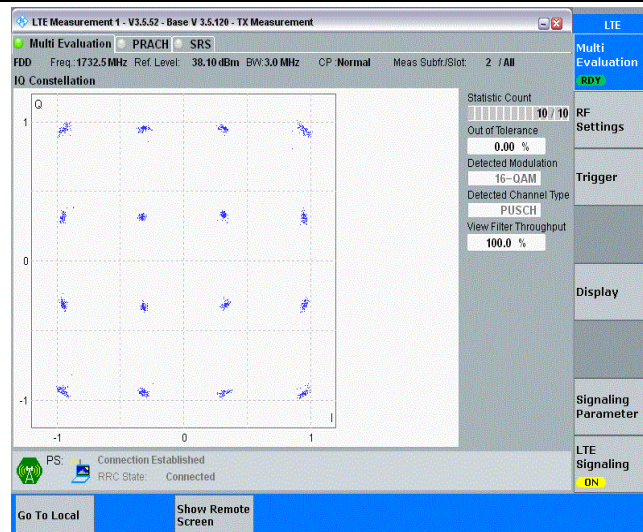 LTE Measurement 1 - V3.5.52 - Base V 3.5.120 - TX Measurement
LTE
Multi Evaluation PRACH SRS
FDD Freq.:1732.5 MHz Ref. Level: 38.10 dBm BW:3.0 MHz CP :Normal Meas Subfr./Slot: 2 / All
IQ Constellation
Q
1
0
-1
-1 0 1
I
Statistic Count
10 / 10
Out of Tolerance
0.00 %
Detected Modulation
16-QAM
Detected Channel Type
PUSCH
View Filter Throughput
100.0 %
Multi
Evaluation
RDY
RF
Settings
Trigger
Display
Signaling
Parameter
LTE
Signaling
ON
PS: Connection Established
RRC State: Connected
Go To Local
Show Remote
Screen